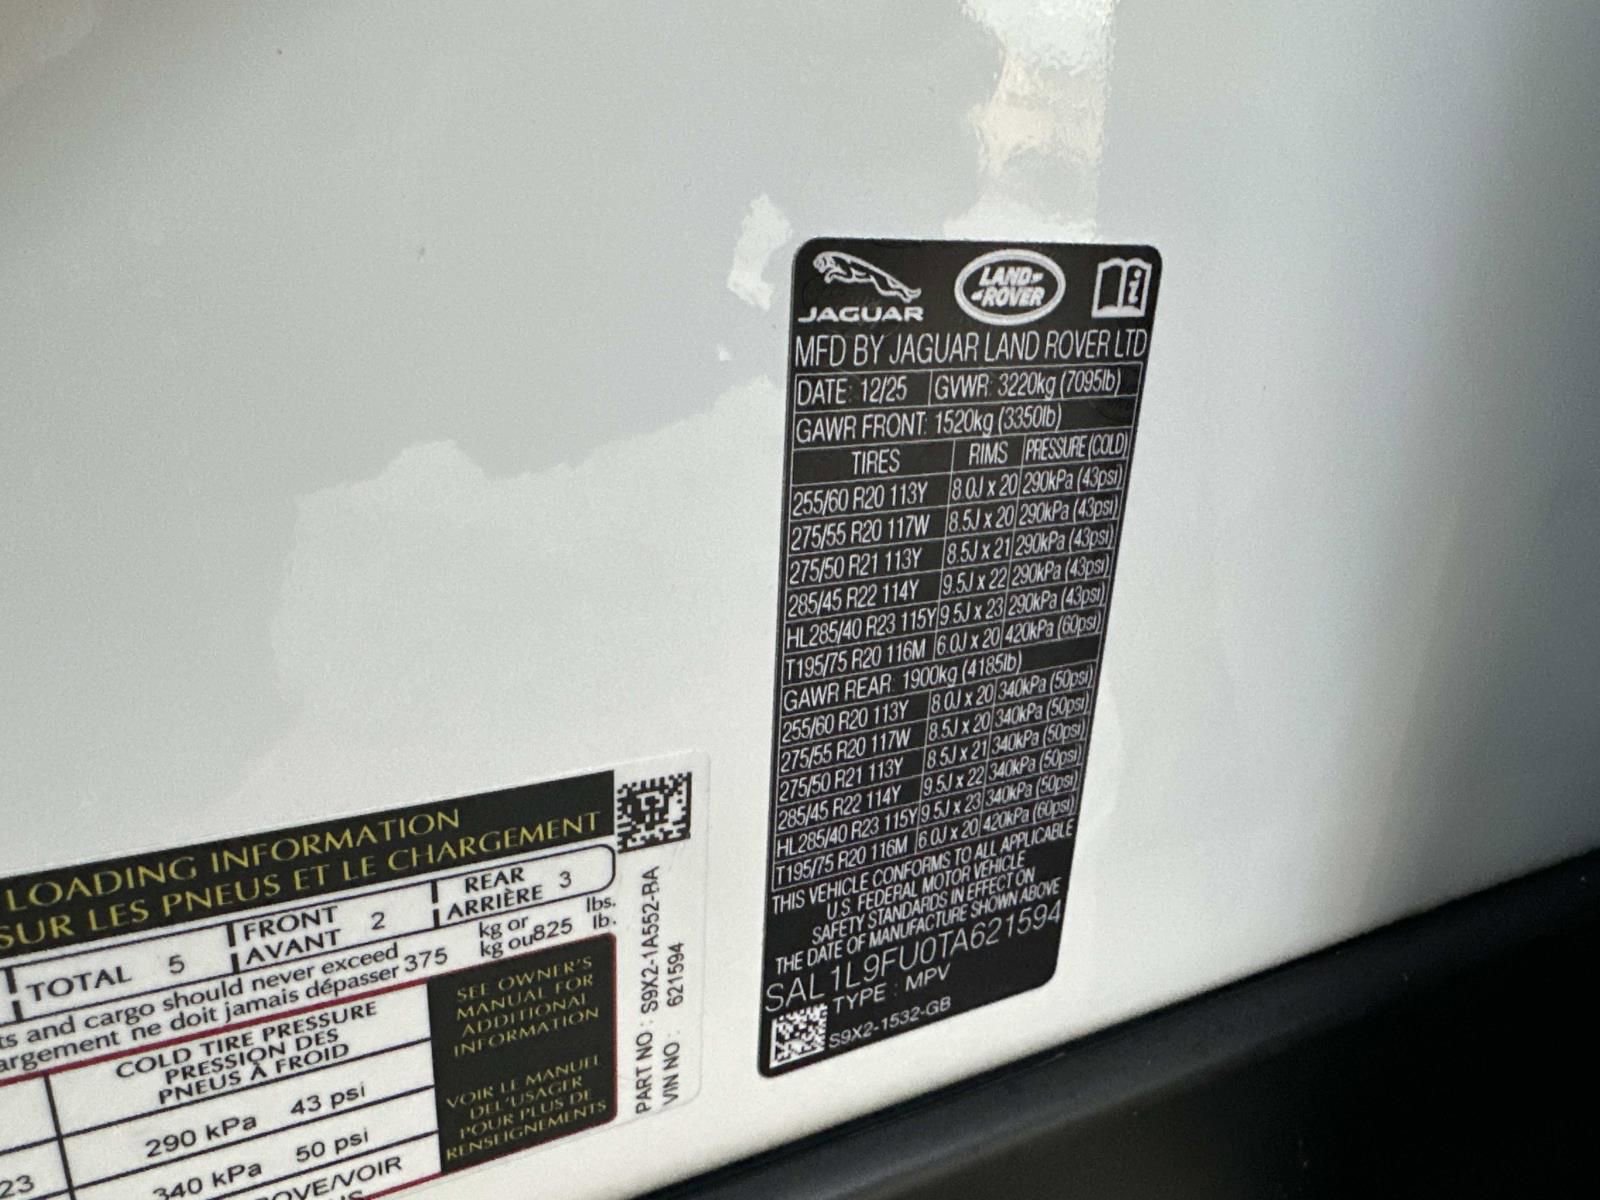 JAGUAR
LAND-
-ROVER
i
MFD BY JAGUAR LAND ROVER LTD
DATE: 12/25 GVWR: 3220kg (7095lb)
GAWR FRONT: 1520kg (3350lb)
TIRES RIMS PRESSURE (COLD)
255/60 R20 113Y 8.0J x 20 290kPa (43psi)
275/55 R20 117W 8.5J x 20 290kPa (43psi)
275/50 R21 113Y 8.5J x 21 290kPa (43psi)
285/45 R22 114Y 9.5J x 22 290kPa (43psi)
HL285/40 R23 115Y 9.5J x 23 290kPa (43psi)
T195/75 R20 116M 6.0J x 20 420kPa (60psi)
GAWR REAR: 1900kg (4185lb)
255/60 R20 113Y 8.0J x 20 340kPa (50psi)
275/55 R20 117W 8.5J x 20 340kPa (50psi)
275/50 R21 113Y 8.5J x 21 340kPa (50psi)
285/45 R22 114Y 9.5J x 22 340kPa (50psi)
HL285/40 R23 115Y 9.5J x 23 340kPa (50psi)
T195/75 R20 116M 6.0J x 20 420kPa (60psi)
THIS VEHICLE CONFORMS TO ALL APPLICABLE
U.S. FEDERAL MOTOR VEHICLE
SAFETY STANDARDS IN EFFECT ON
THE DATE OF MANUFACTURE SHOWN ABOVE
SAL1L9FU0TA621594
TYPE : MPV
S9X2-1532-GB
LOADING INFORMATION
SUR LES PNEUS ET LE CHARGEMENT
TOTAL 5 FRONT AVANT 2 REAR ARRIÈRE 3
and cargo should never exceed 375 kg or 825 lbs.
ne doit jamais dépasser kg ou lb.
COLD TIRE PRESSURE
PRESSION DES
PNEUS À FROID
290 kPa 43 psi
23 340 kPa 50 psi
SEE OWNER'S
MANUAL FOR
ADDITIONAL
INFORMATION
VOIR LE MANUEL
DEL'USAGER
POUR PLUS DE
RENSEIGNEMENTS
PART NO : S9X2-1A552-BA
VIN NO : 621594